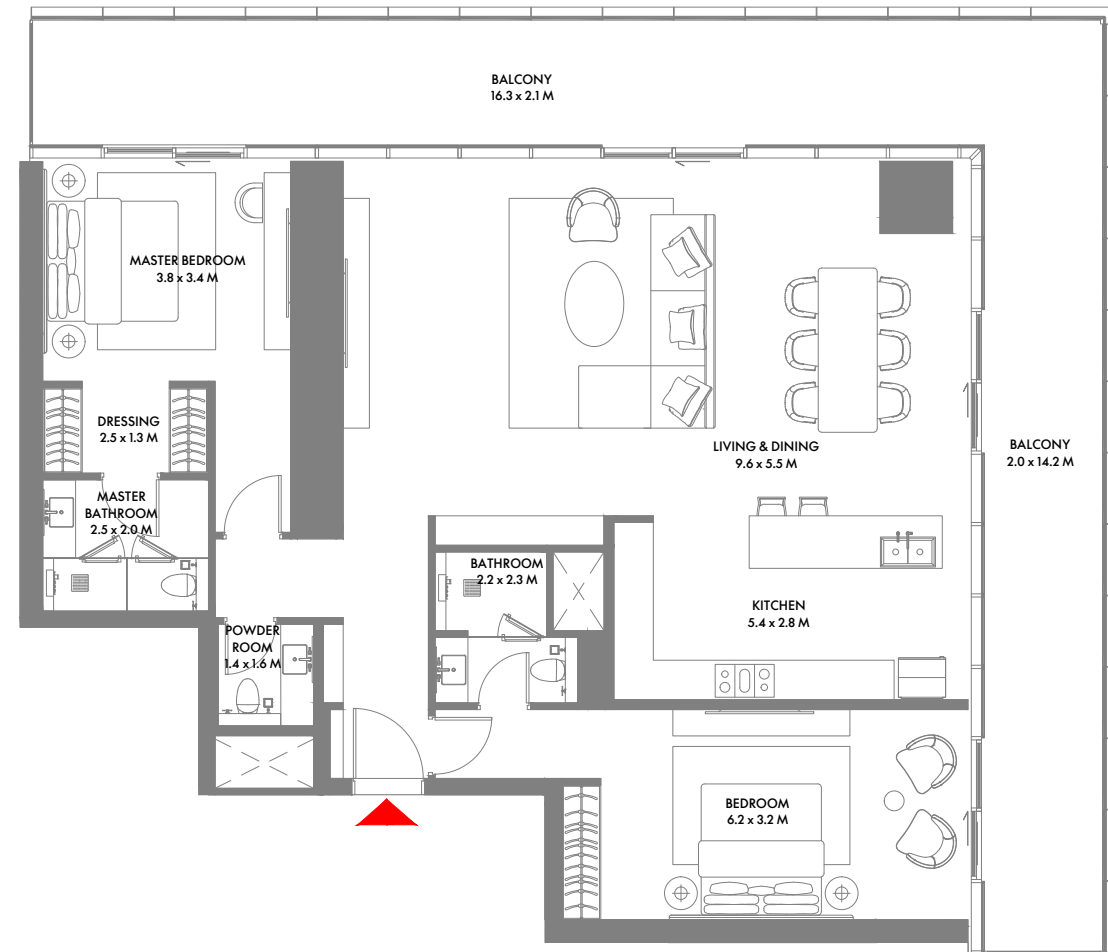 BALCONY
16.3 x 2.1 M
MASTER BEDROOM
3.8 x 3.4 M
DRESSING
2.5 x 1.3 M
LIVING & DINING
9.6 x 5.5 M
BALCONY
2.0 x 14.2 M
MASTER
BATHROOM
2.5 x 2.0 M
BATHROOM
2.2 x 2.3 M
KITCHEN
5.4 x 2.8 M
POWDER
ROOM
1.4 x 1.6 M
BEDROOM
6.2 x 3.2 M